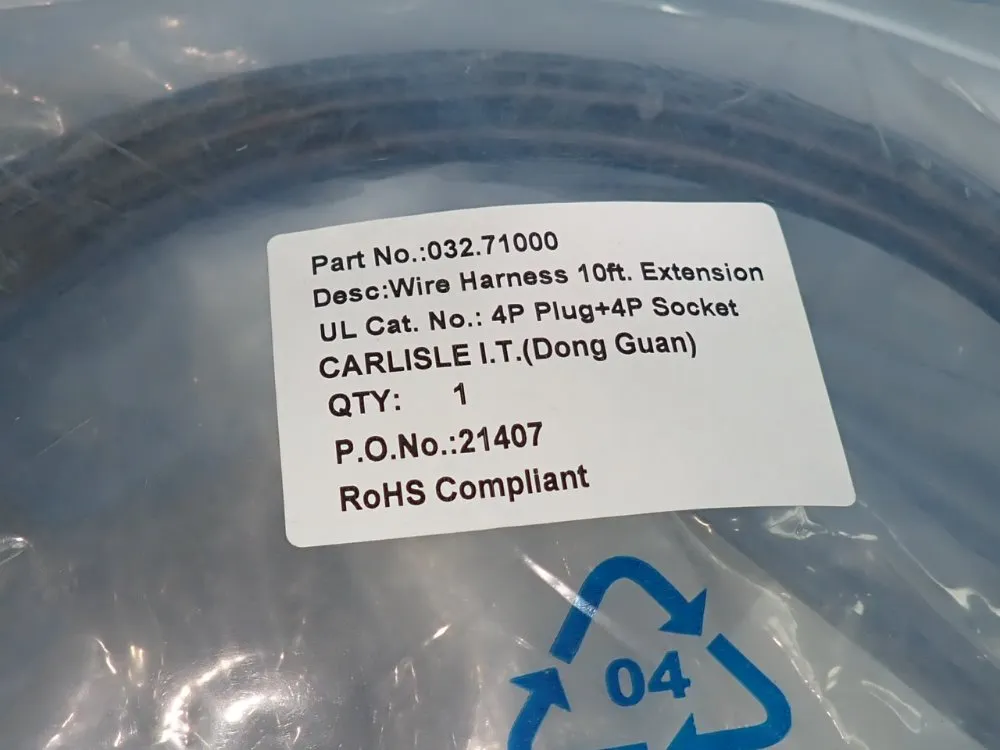 Part No.:032.71000
Desc:Wire Harness 10ft. Extension
UL Cat. No.: 4P Plug+4P Socket
CARLISLE I.T.(Dong Guan)
QTY: 1
P.O.No.:21407
RoHS Compliant
04